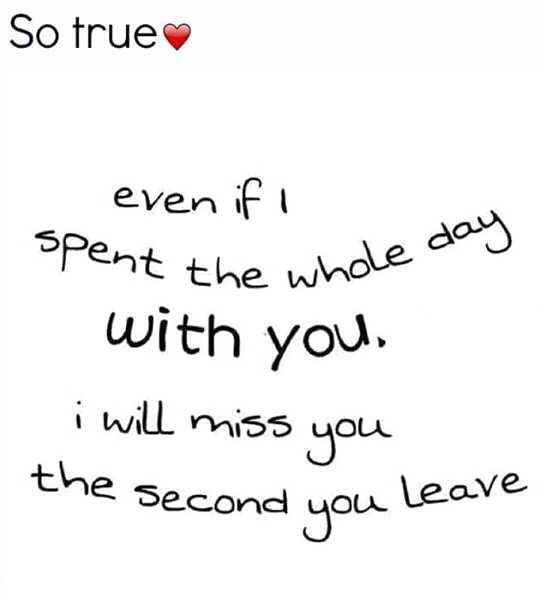 So true❤️
even if I
spent the whole day
with you.
i will miss you
the second you leave